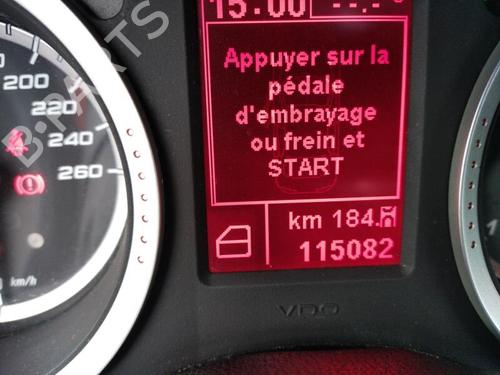 15:00 --.- °
Appuyer sur la
pédale
d'embrayage
ou frein et
START
km 184.
115082
200
220
240
260
km/h
VDO
B-PARTS